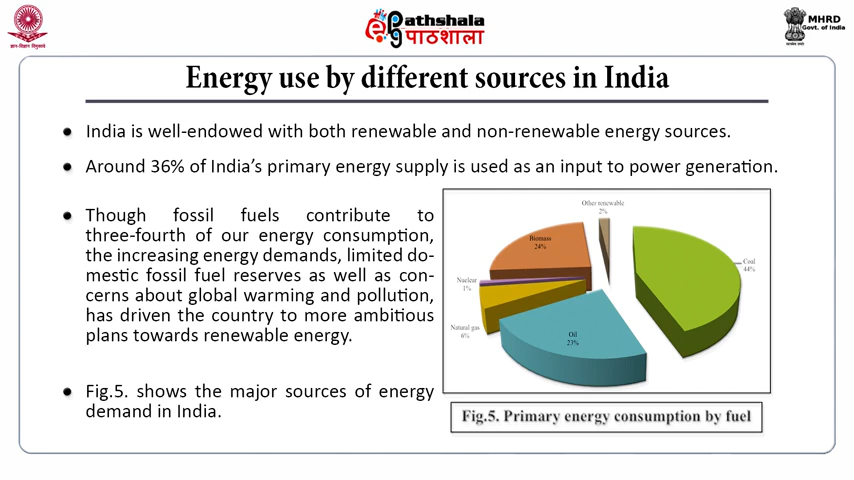 ज्ञान-विज्ञान विमुक्तये
e Pathshala
पाठशाला
MHRD
Govt. of India
सत्यमेव जयते
Energy use by different sources in India
India is well-endowed with both renewable and non-renewable energy sources.
Around 36% of India’s primary energy supply is used as an input to power generation.
Though fossil fuels contribute to
three-fourth of our energy consumption,
the increasing energy demands, limited do-
mestic fossil fuel reserves as well as con-
cerns about global warming and pollution,
has driven the country to more ambitious
plans towards renewable energy.
Fig.5. shows the major sources of energy
demand in India.
Other renewable
2%
Biomass
24%
Coal
44%
Nuclear
1%
Natural gas
6%
Oil
23%
Fig.5. Primary energy consumption by fuel